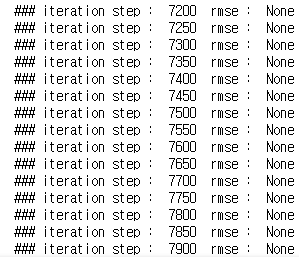 ### iteration step :  7200  rmse :  None
### iteration step :  7250  rmse :  None
### iteration step :  7300  rmse :  None
### iteration step :  7350  rmse :  None
### iteration step :  7400  rmse :  None
### iteration step :  7450  rmse :  None
### iteration step :  7500  rmse :  None
### iteration step :  7550  rmse :  None
### iteration step :  7600  rmse :  None
### iteration step :  7650  rmse :  None
### iteration step :  7700  rmse :  None
### iteration step :  7750  rmse :  None
### iteration step :  7800  rmse :  None
### iteration step :  7850  rmse :  None
### iteration step :  7900  rmse :  None